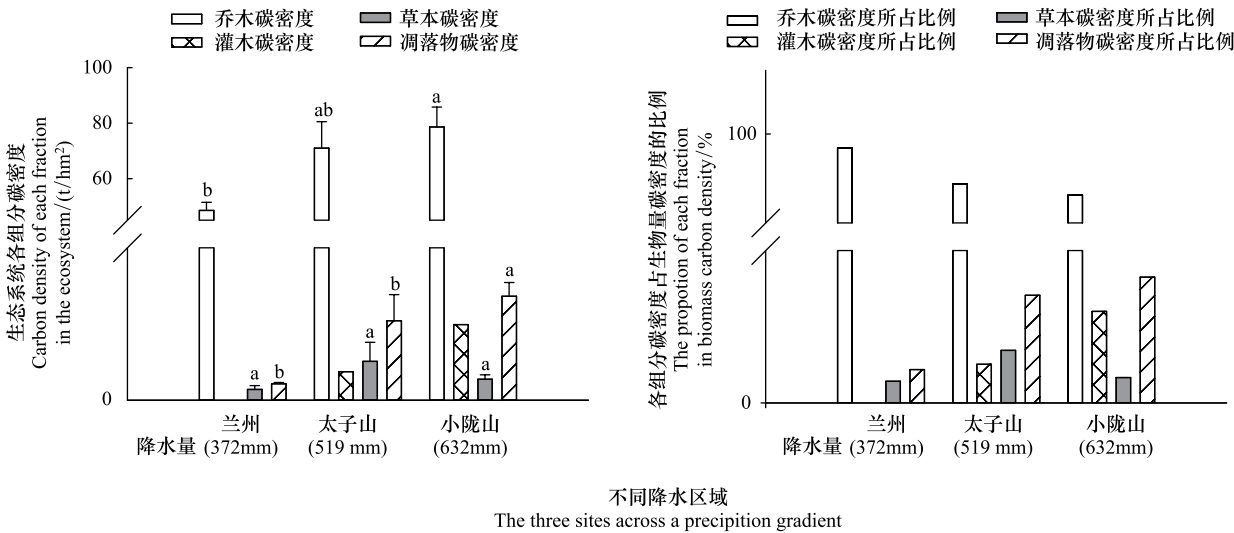 乔木碳密度
草本碳密度
灌木碳密度
凋落物碳密度
100
80
60
0
生态系统各组分碳密度
Carbon density of each fraction
in the ecosystem/(t/hm²)
b
a
b
ab
a
b
a
a
a
兰州
太子山
小陇山
降水量 (372mm)
(519 mm)
(632mm)
乔木碳密度所占比例
草本碳密度所占比例
灌木碳密度所占比例
凋落物碳密度所占比例
100
0
各组分碳密度占生物量碳密度的比例
The propotion of each fraction
in biomass carbon density/%
兰州
太子山
小陇山
降水量 (372mm)
(519 mm)
(632mm)
不同降水区域
The three sites across a precipition gradient